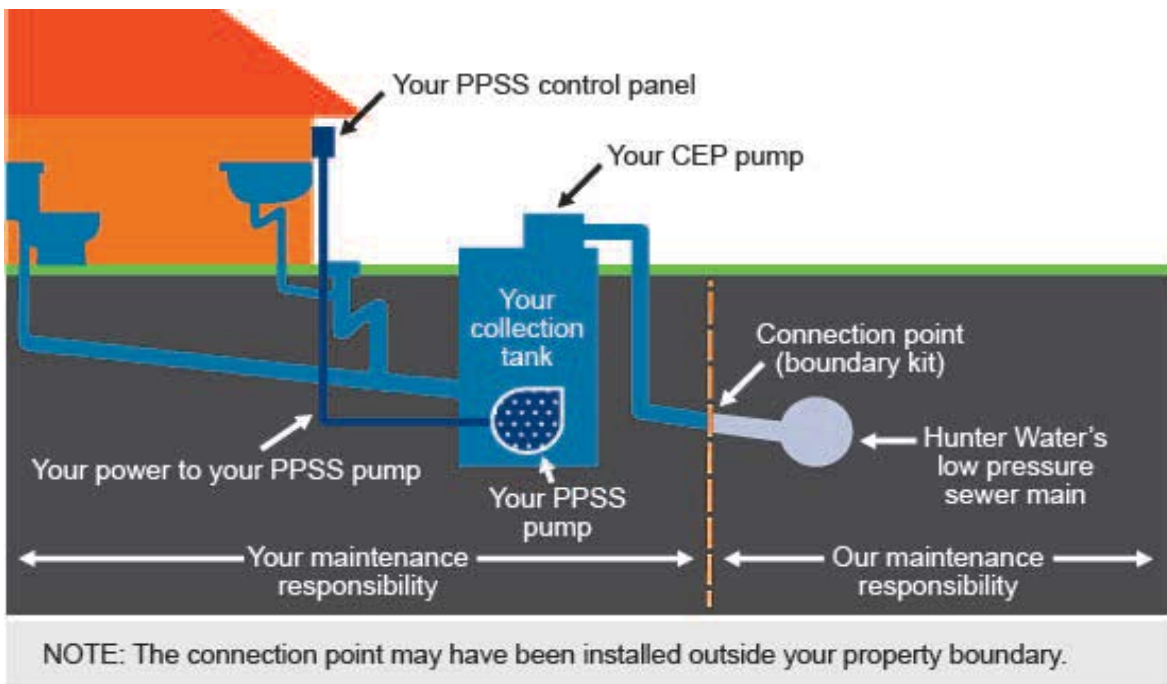 Your PPSS control panel
Your CEP pump
Your
collection
tank
Connection point
(boundary kit)
Hunter Water's
low pressure
sewer main
Your power to your PPSS pump
Your PPSS
pump
Your maintenance
responsibility
Our maintenance
responsibility
NOTE: The connection point may have been installed outside your property boundary.